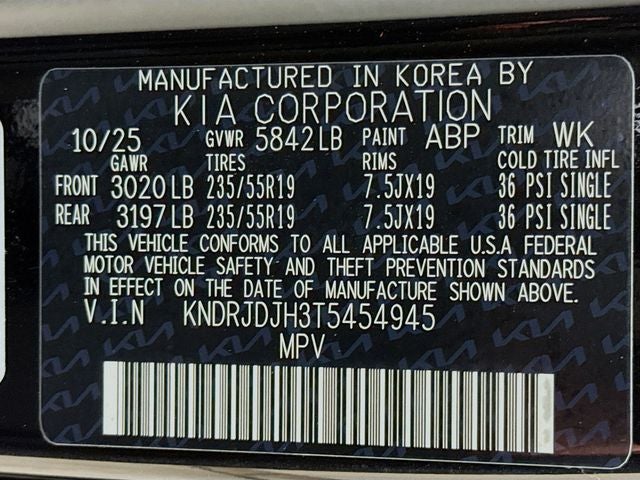 MANUFACTURED IN KOREA BY
KIA CORPORATION
10/25 GVWR 5842LB PAINT ABP TRIM WK
GAWR TIRES RIMS COLD TIRE INFL
FRONT 3020LB 235/55R19 7.5JX19 36 PSI SINGLE
REAR 3197LB 235/55R19 7.5JX19 36 PSI SINGLE
THIS VEHICLE CONFORMS TO ALL APPLICABLE U.S.A FEDERAL
MOTOR VEHICLE SAFETY AND THEFT PREVENTION STANDARDS
IN EFFECT ON THE DATE OF MANUFACTURE SHOWN ABOVE.
V.I.N KNDRJDJH3T5454945
MPV